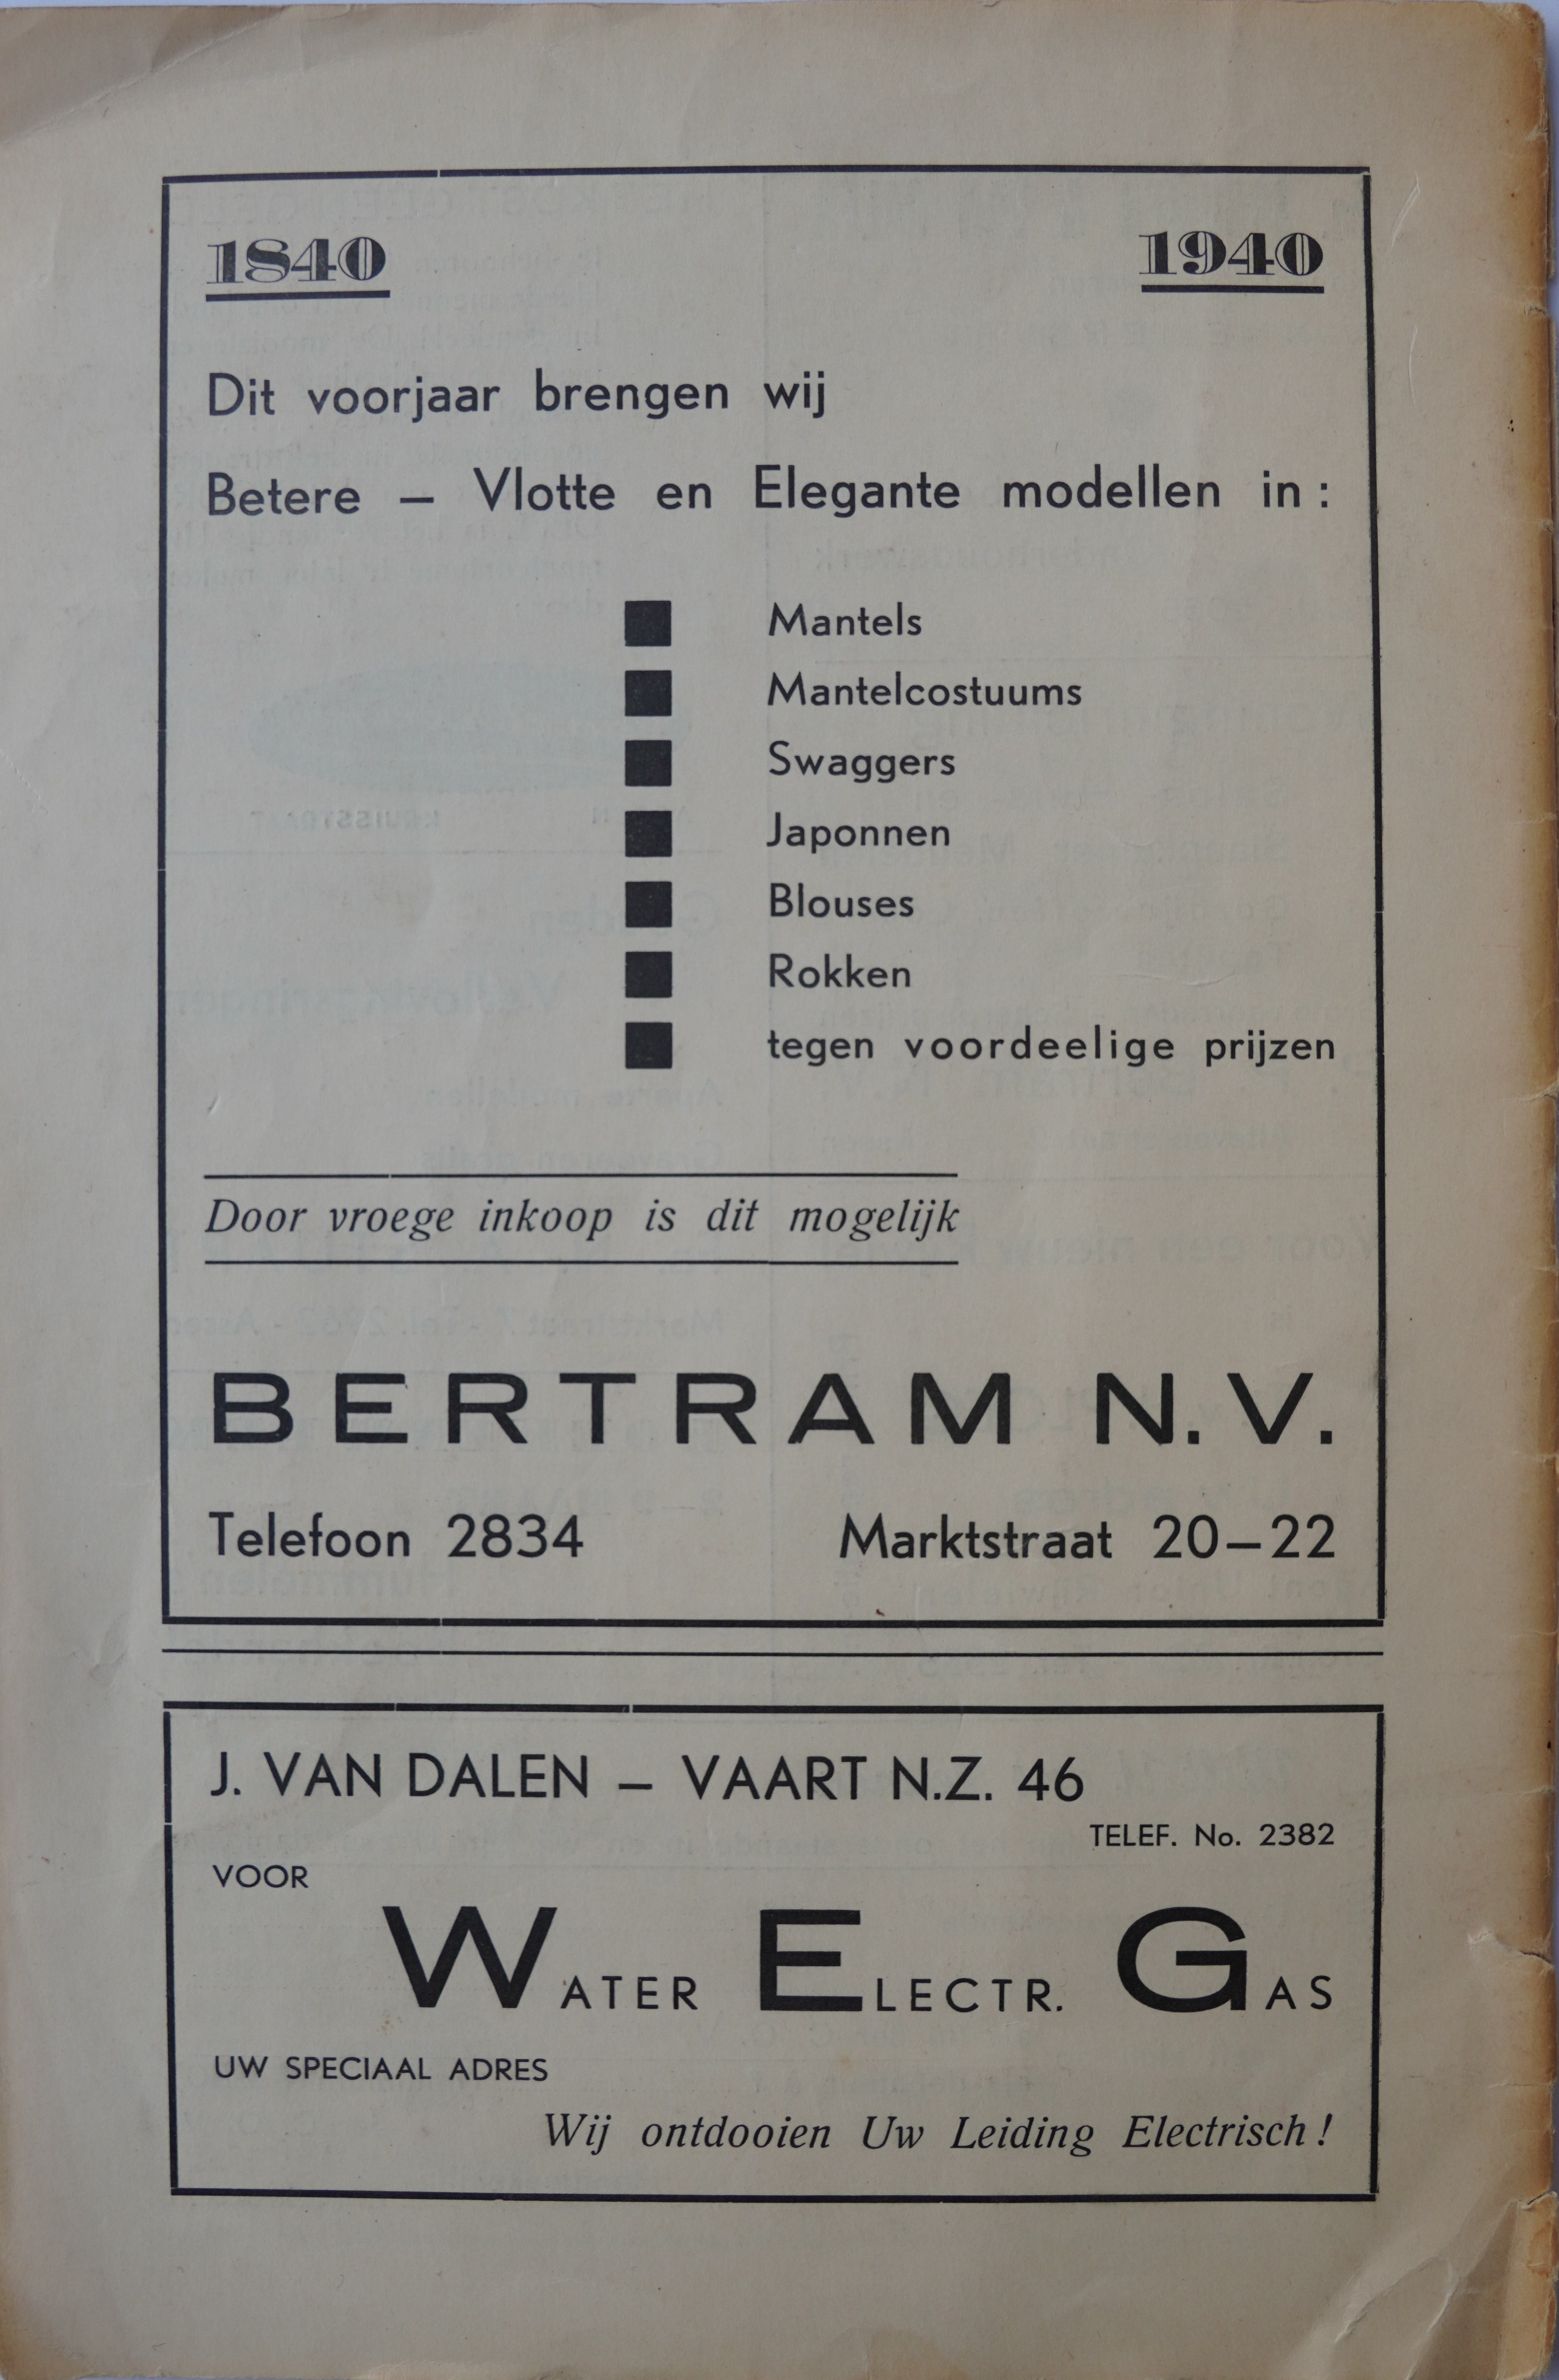 1840 1940
Dit voorjaar brengen wij
Betere – Vlotte en Elegante modellen in :
Mantels
Mantelcostuums
Swaggers
Japonnen
Blouses
Rokken
tegen voordeelige prijzen
Door vroege inkoop is dit mogelijk
BERTRAM N.V.
Telefoon 2834 Marktstraat 20–22
J. VAN DALEN – VAART N.Z. 46
TELEF. No. 2382
VOOR
WATER ELECTR. GAS
UW SPECIAAL ADRES
Wij ontdooien Uw Leiding Electrisch !